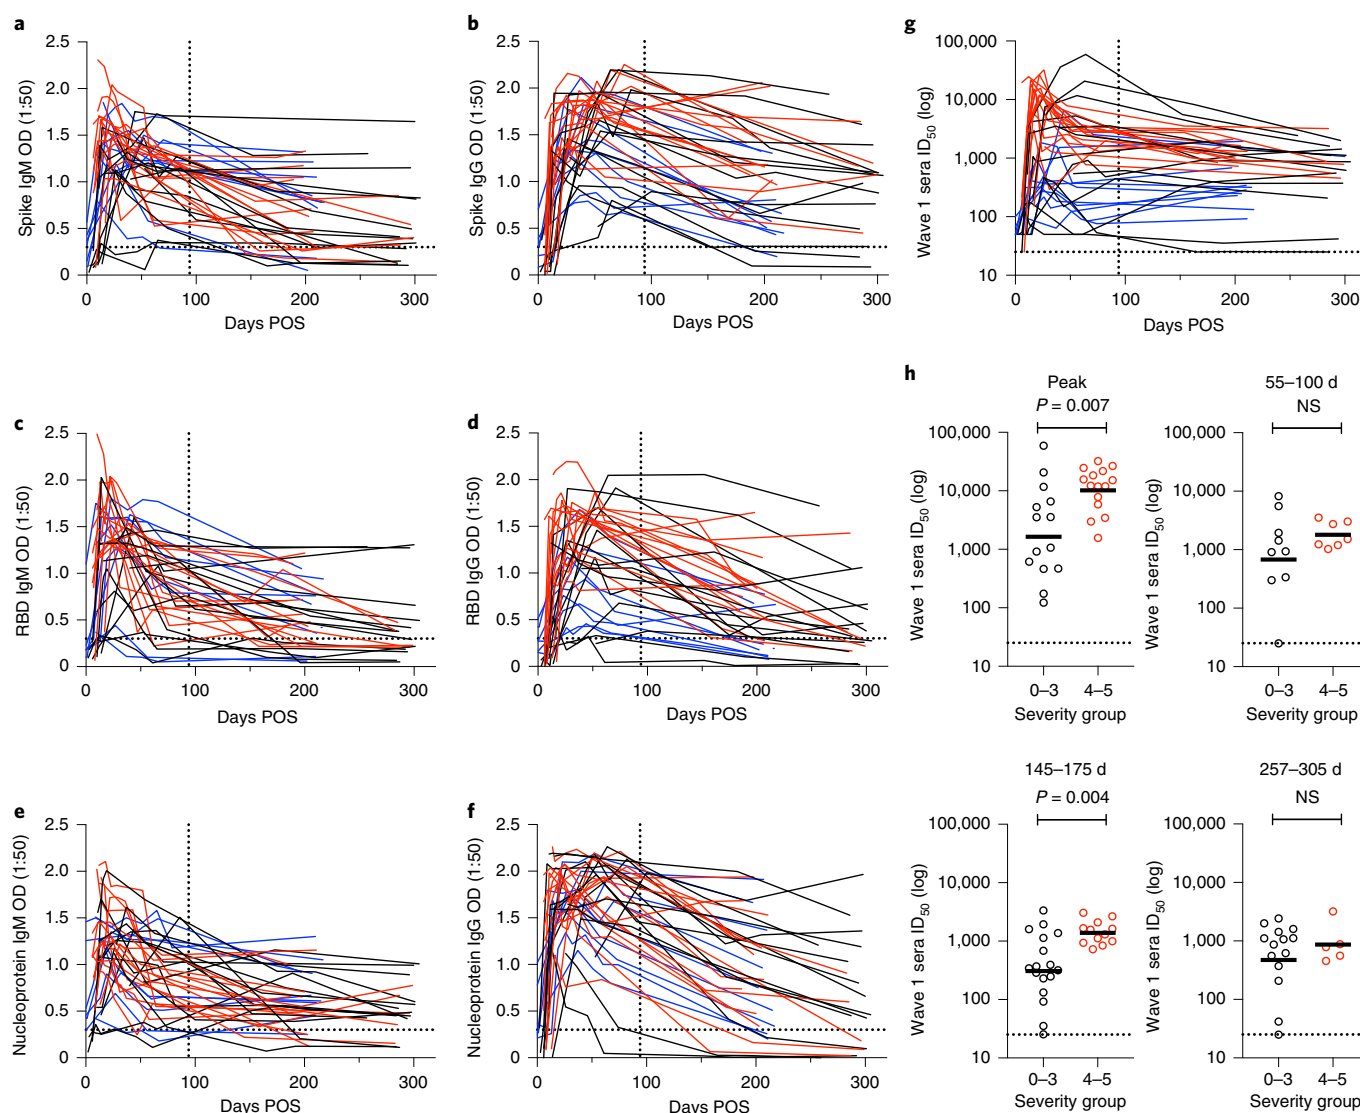 a
Spike IgM OD (1:50)
2.5
2.0
1.5
1.0
0.5
0
0
100
200
300
Days POS
b
Spike IgG OD (1:50)
2.5
2.0
1.5
1.0
0.5
0
0
100
200
300
Days POS
g
Wave 1 sera ID50 (log)
100,000
10,000
1,000
100
10
0
100
200
300
Days POS
c
RBD IgM OD (1:50)
2.5
2.0
1.5
1.0
0.5
0
0
100
200
300
Days POS
d
RBD IgG OD (1:50)
2.5
2.0
1.5
1.0
0.5
0
0
100
200
300
Days POS
e
Nucleoprotein IgM OD (1:50)
2.5
2.0
1.5
1.0
0.5
0
0
100
200
300
Days POS
f
Nucleoprotein IgG OD (1:50)
2.5
2.0
1.5
1.0
0.5
0
0
100
200
300
Days POS
h
Peak
P = 0.007
Wave 1 sera ID50 (log)
100,000
10,000
1,000
100
10
0–3 4–5
Severity group
55–100 d
NS
Wave 1 sera ID50 (log)
100,000
10,000
1,000
100
10
0–3 4–5
Severity group
145–175 d
P = 0.004
Wave 1 sera ID50 (log)
100,000
10,000
1,000
100
10
0–3 4–5
Severity group
257–305 d
NS
Wave 1 sera ID50 (log)
100,000
10,000
1,000
100
10
0–3 4–5
Severity group